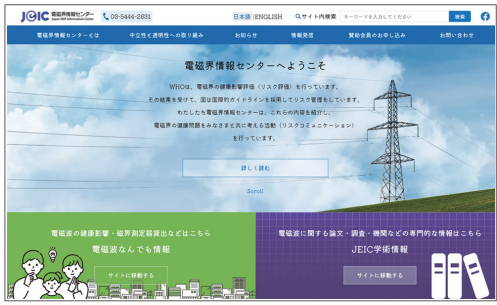 JEIC 電磁界情報センター
Japan EMF Information Center
03-5444-2631
日本語 |ENGLISH
サイト内検索
キーワードを入力してください
検索
電磁界情報センターとは
中立性と透明性への取り組み
お知らせ
情報発信
賛助会員のお申し込み
お問い合わせ
電磁界情報センターへようこそ
WHOは、電磁界の健康影響評価（リスク評価）を行っています。
その結果を受けて、国は国際的ガイドラインを採用してリスク管理をしています。
わたしたち電磁界情報センターは、これらの内容を紹介し、
電磁界の健康問題をみなさまと共に考える活動（リスクコミュニケーション）
を行っています。
詳しく読む
Scroll
電磁波の健康影響・磁界測定器貸出などはこちら
電磁波なんでも情報
サイトに移動する
電磁波に関する論文・調査・機関などの専門的な情報はこちら
JEIC学術情報
サイトに移動する